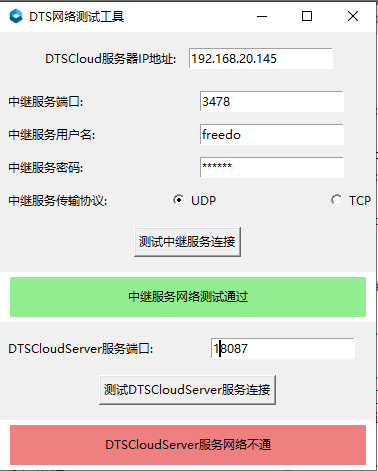 DTS网络测试工具
DTSCloud服务器IP地址: 192.168.20.145
中继服务端口: 3478
中继服务用户名: freedo
中继服务密码: ******
中继服务传输协议: UDP TCP
测试中继服务连接
中继服务网络测试通过
DTSCloudServer服务端口: 18087
测试DTSCloudServer服务连接
DTSCloudServer服务网络不通